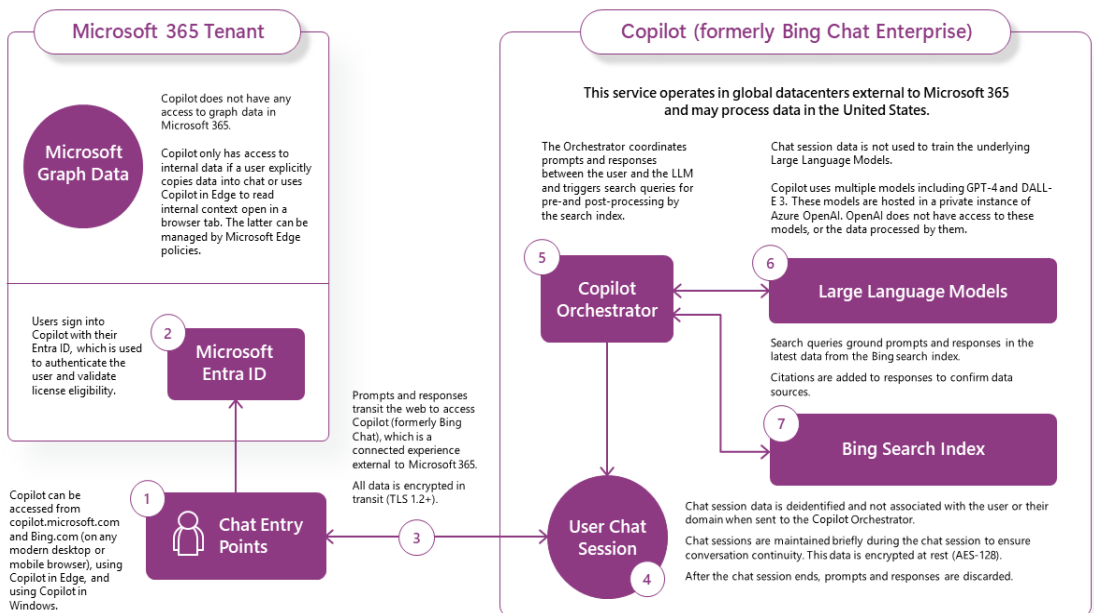 Microsoft 365 Tenant
Microsoft
Graph Data
Copilot does not have any
access to graph data in
Microsoft 365.
Copilot only has access to
internal data if a user explicitly
copies data into chat or uses
Copilot in Edge to read
internal context open in a
browser tab. The latter can be
managed by Microsoft Edge
policies.
Users sign into
Copilot with their
Entra ID, which is used
to authenticate the
user and validate
license eligibility.
2
Microsoft
Entra ID
Copilot can be
accessed from
copilot.microsoft.com
and Bing.com (on any
modern desktop or
mobile browser), using
Copilot in Edge, and
using Copilot in
Windows.
1
Chat Entry
Points
Prompts and responses
transit the web to access
Copilot (formerly Bing
Chat), which is a
connected experience
external to Microsoft 365.
All data is encrypted in
transit (TLS 1.2+).
3
Copilot (formerly Bing Chat Enterprise)
This service operates in global datacenters external to Microsoft 365
and may process data in the United States.
The Orchestrator coordinates
prompts and responses
between the user and the LLM
and triggers search queries for
pre-and post-processing by
the search index.
5
Copilot
Orchestrator
Chat session data is not used to train the underlying
Large Language Models.
Copilot uses multiple models including GPT-4 and DALL-
E 3. These models are hosted in a private instance of
Azure OpenAI. OpenAI does not have access to these
models, or the data processed by them.
6
Large Language Models
Search queries ground prompts and responses in the
latest data from the Bing search index.
Citations are added to responses to confirm data
sources.
7
Bing Search Index
User Chat
Session
4
Chat session data is deidentified and not associated with the user or their
domain when sent to the Copilot Orchestrator.
Chat sessions are maintained briefly during the chat session to ensure
conversation continuity. This data is encrypted at rest (AES-128).
After the chat session ends, prompts and responses are discarded.